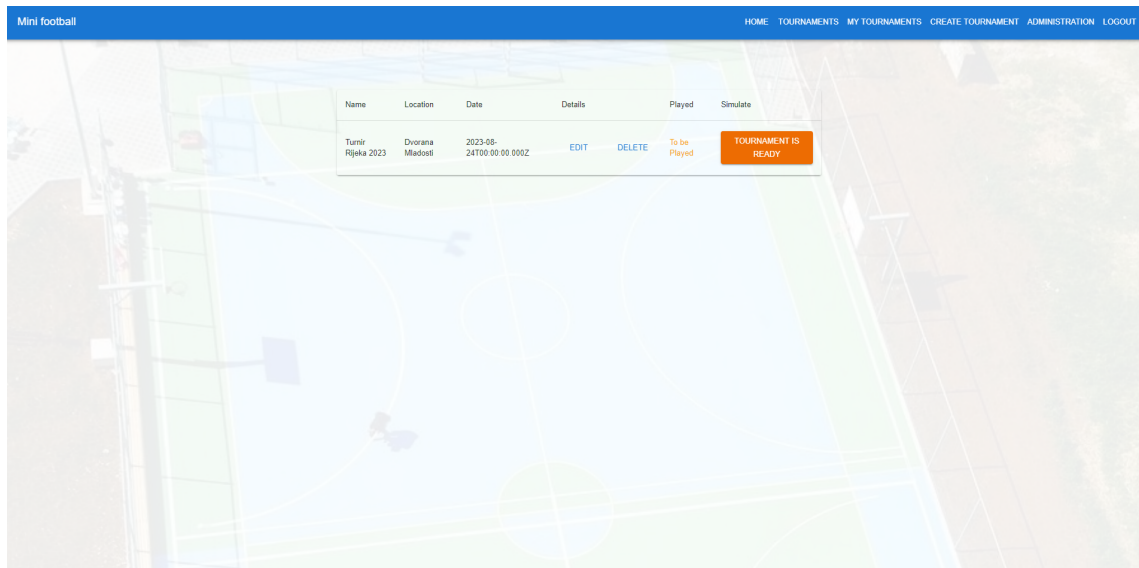 Mini football HOME TOURNAMENTS MY TOURNAMENTS CREATE TOURNAMENT ADMINISTRATION LOGOUT
Name Location Date Details Played Simulate
Turnir Rijeka 2023 Dvorana Mladosti 2023-08-24T00:00:00.000Z EDIT DELETE To be Played TOURNAMENT IS READY